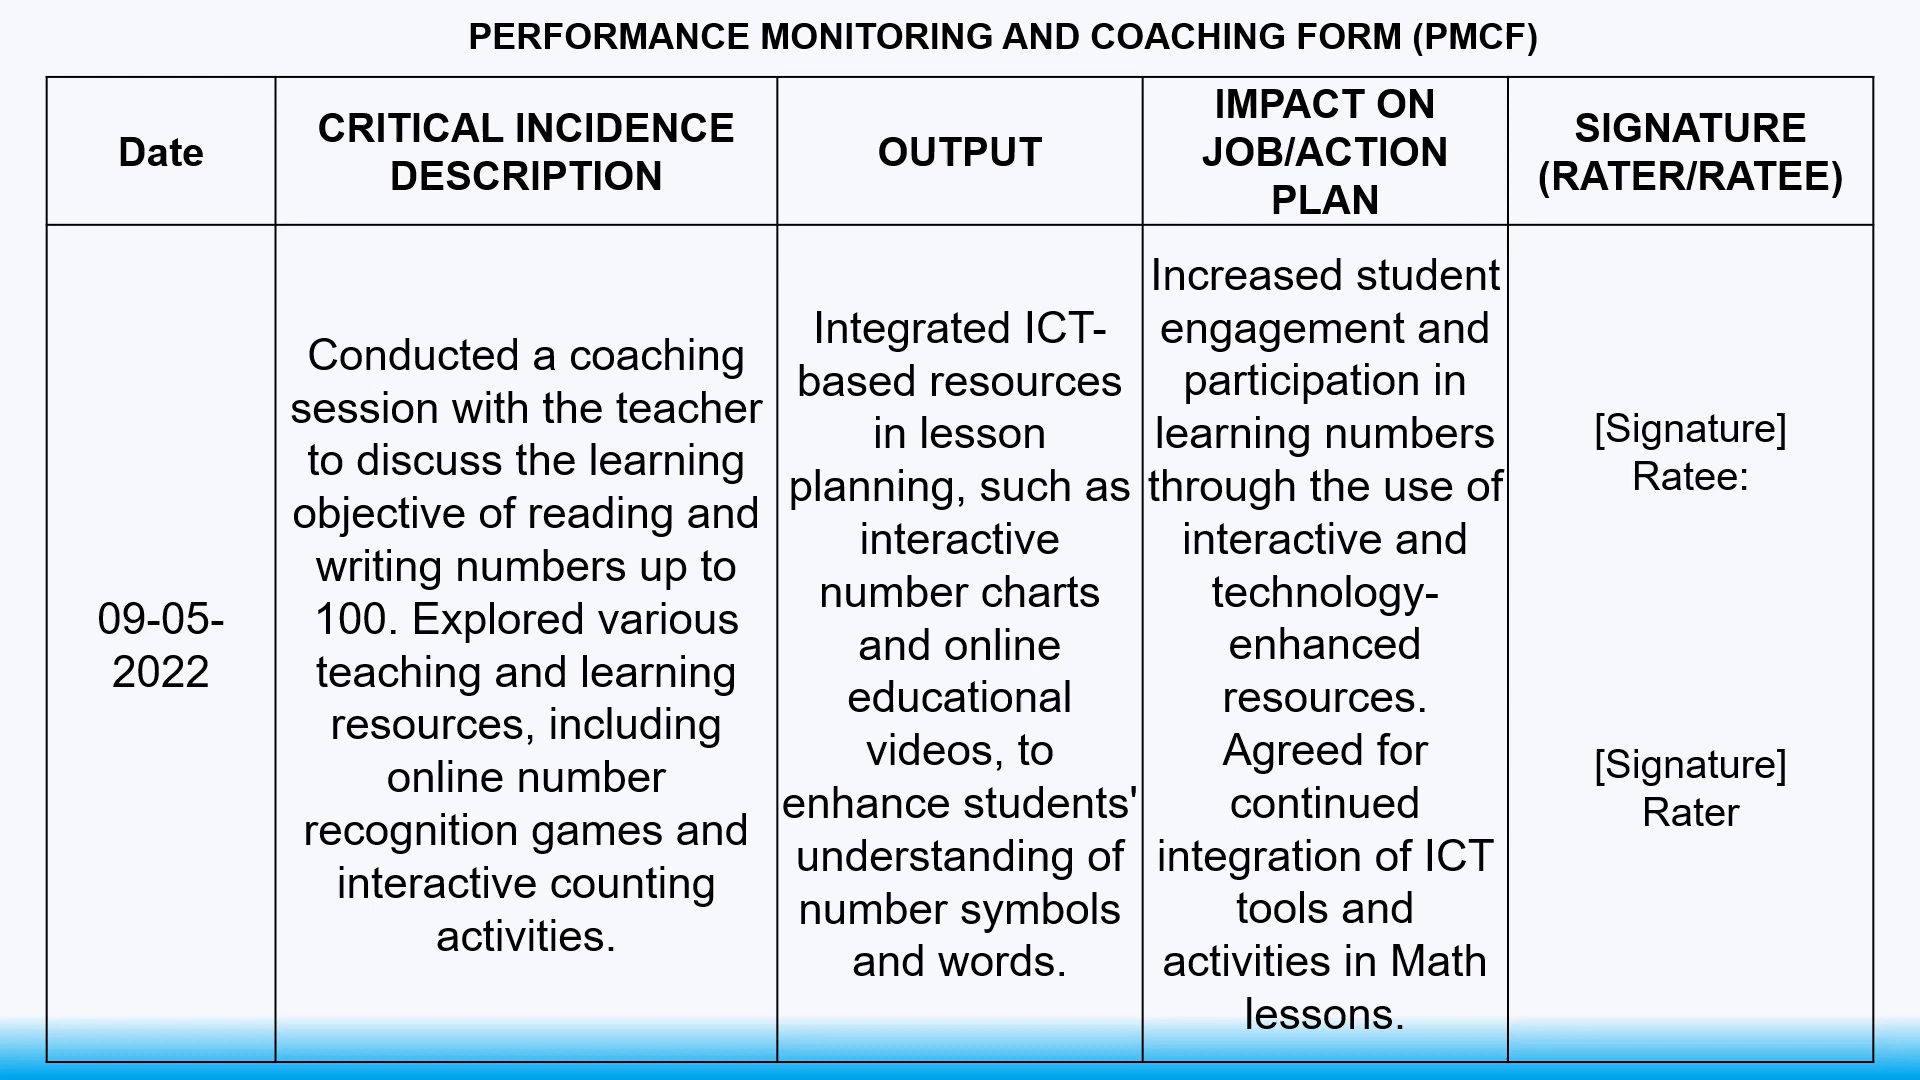 PERFORMANCE MONITORING AND COACHING FORM (PMCF)
Date
CRITICAL INCIDENCE
DESCRIPTION
OUTPUT
IMPACT ON
JOB/ACTION
PLAN
SIGNATURE
(RATER/RATEE)
09-05-
2022
Conducted a coaching
session with the teacher
to discuss the learning
objective of reading and
writing numbers up to
100. Explored various
teaching and learning
resources, including
online number
recognition games and
interactive counting
activities.
Integrated ICT-
based resources
in lesson
planning, such as
interactive
number charts
and online
educational
videos, to
enhance students'
understanding of
number symbols
and words.
Increased student
engagement and
participation in
learning numbers
through the use of
interactive and
technology-
enhanced
resources.
Agreed for
continued
integration of ICT
tools and
activities in Math
lessons.
[Signature]
Ratee:
[Signature]
Rater